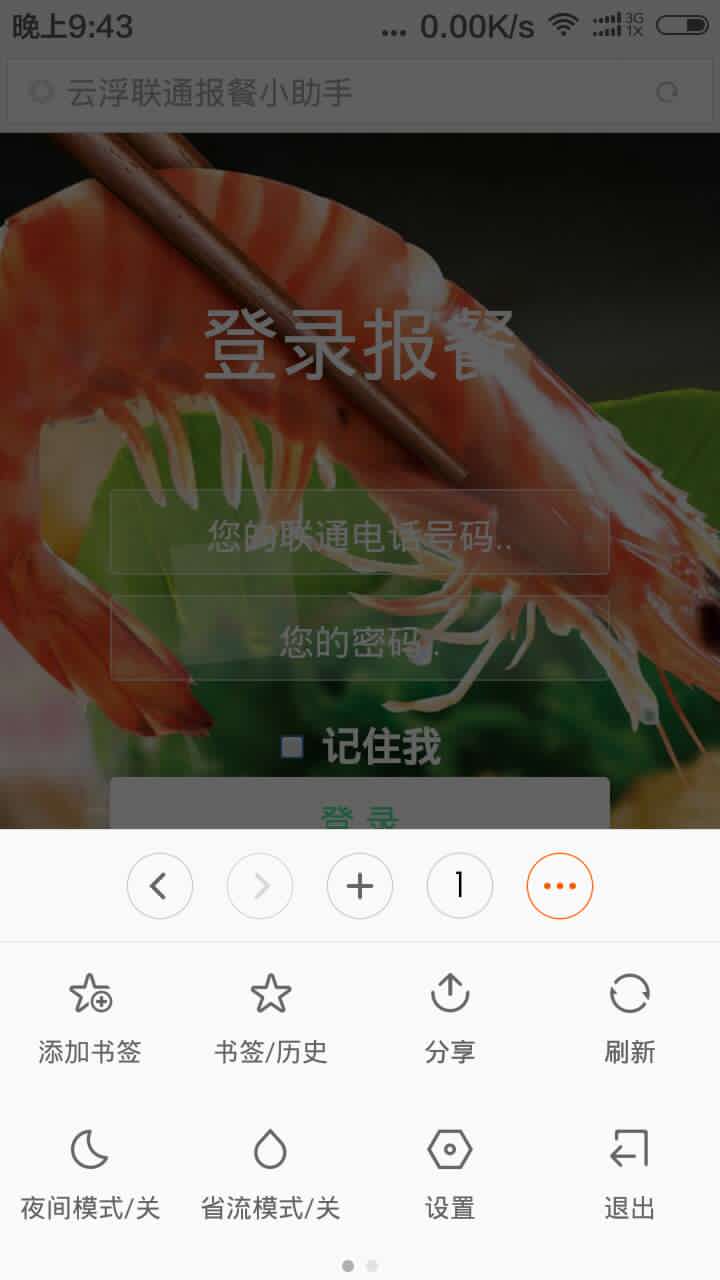 晚上9:43
... 0.00K/s 3G 1X
云浮联通报餐小助手
登录报餐
您的联通电话号码..
您的密码..
记住我
登 录
1
添加书签 书签/历史 分享 刷新
夜间模式/关 省流模式/关 设置 退出